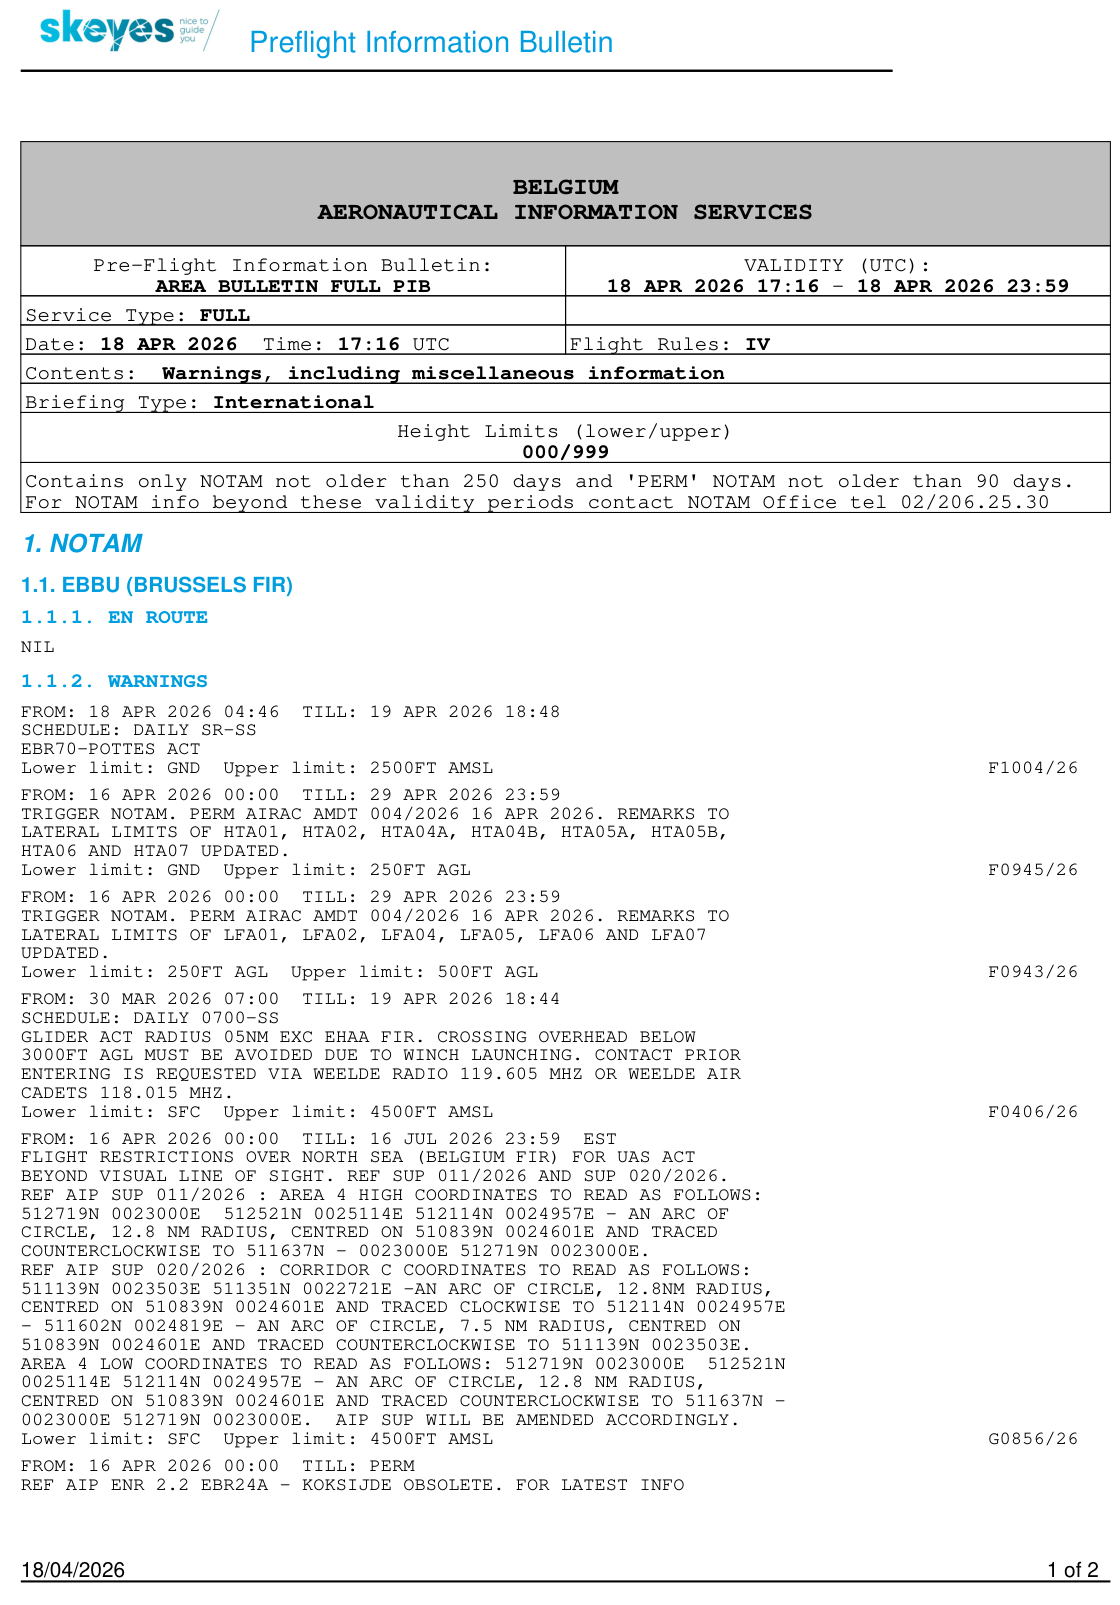 skeyes nice to guide you
Preflight Information Bulletin
BELGIUM
AERONAUTICAL INFORMATION SERVICES
Pre-Flight Information Bulletin:
AREA BULLETIN FULL PIB
VALIDITY (UTC):
18 APR 2026 17:16 - 18 APR 2026 23:59
Service Type: FULL
Date: 18 APR 2026  Time: 17:16 UTC
Flight Rules: IV
Contents:  Warnings, including miscellaneous information
Briefing Type: International
Height Limits (lower/upper)
000/999
Contains only NOTAM not older than 250 days and 'PERM' NOTAM not older than 90 days.
For NOTAM info beyond these validity periods contact NOTAM Office tel 02/206.25.30
1. NOTAM
1.1. EBBU (BRUSSELS FIR)
1.1.1. EN ROUTE
NIL
1.1.2. WARNINGS
FROM: 18 APR 2026 04:46  TILL: 19 APR 2026 18:48
SCHEDULE: DAILY SR-SS
EBR70-POTTES ACT
Lower limit: GND  Upper limit: 2500FT AMSL F1004/26
FROM: 16 APR 2026 00:00  TILL: 29 APR 2026 23:59
TRIGGER NOTAM. PERM AIRAC AMDT 004/2026 16 APR 2026. REMARKS TO
LATERAL LIMITS OF HTA01, HTA02, HTA04A, HTA04B, HTA05A, HTA05B,
HTA06 AND HTA07 UPDATED.
Lower limit: GND  Upper limit: 250FT AGL F0945/26
FROM: 16 APR 2026 00:00  TILL: 29 APR 2026 23:59
TRIGGER NOTAM. PERM AIRAC AMDT 004/2026 16 APR 2026. REMARKS TO
LATERAL LIMITS OF LFA01, LFA02, LFA04, LFA05, LFA06 AND LFA07
UPDATED.
Lower limit: 250FT AGL  Upper limit: 500FT AGL F0943/26
FROM: 30 MAR 2026 07:00  TILL: 19 APR 2026 18:44
SCHEDULE: DAILY 0700-SS
GLIDER ACT RADIUS 05NM EXC EHAA FIR. CROSSING OVERHEAD BELOW
3000FT AGL MUST BE AVOIDED DUE TO WINCH LAUNCHING. CONTACT PRIOR
ENTERING IS REQUESTED VIA WEELDE RADIO 119.605 MHZ OR WEELDE AIR
CADETS 118.015 MHZ.
Lower limit: SFC  Upper limit: 4500FT AMSL F0406/26
FROM: 16 APR 2026 00:00  TILL: 16 JUL 2026 23:59  EST
FLIGHT RESTRICTIONS OVER NORTH SEA (BELGIUM FIR) FOR UAS ACT
BEYOND VISUAL LINE OF SIGHT. REF SUP 011/2026 AND SUP 020/2026.
REF AIP SUP 011/2026 : AREA 4 HIGH COORDINATES TO READ AS FOLLOWS:
512719N 0023000E  512521N 0025114E 512114N 0024957E - AN ARC OF
CIRCLE, 12.8 NM RADIUS, CENTRED ON 510839N 0024601E AND TRACED
COUNTERCLOCKWISE TO 511637N - 0023000E 512719N 0023000E.
REF AIP SUP 020/2026 : CORRIDOR C COORDINATES TO READ AS FOLLOWS:
511139N 0023503E 511351N 0022721E -AN ARC OF CIRCLE, 12.8NM RADIUS,
CENTRED ON 510839N 0024601E AND TRACED CLOCKWISE TO 512114N 0024957E
- 511602N 0024819E - AN ARC OF CIRCLE, 7.5 NM RADIUS, CENTRED ON
510839N 0024601E AND TRACED COUNTERCLOCKWISE TO 511139N 0023503E.
AREA 4 LOW COORDINATES TO READ AS FOLLOWS: 512719N 0023000E  512521N
0025114E 512114N 0024957E - AN ARC OF CIRCLE, 12.8 NM RADIUS,
CENTRED ON 510839N 0024601E AND TRACED COUNTERCLOCKWISE TO 511637N -
0023000E 512719N 0023000E.  AIP SUP WILL BE AMENDED ACCORDINGLY.
Lower limit: SFC  Upper limit: 4500FT AMSL G0856/26
FROM: 16 APR 2026 00:00  TILL: PERM
REF AIP ENR 2.2 EBR24A - KOKSIJDE OBSOLETE. FOR LATEST INFO
18/04/2026
1 of 2